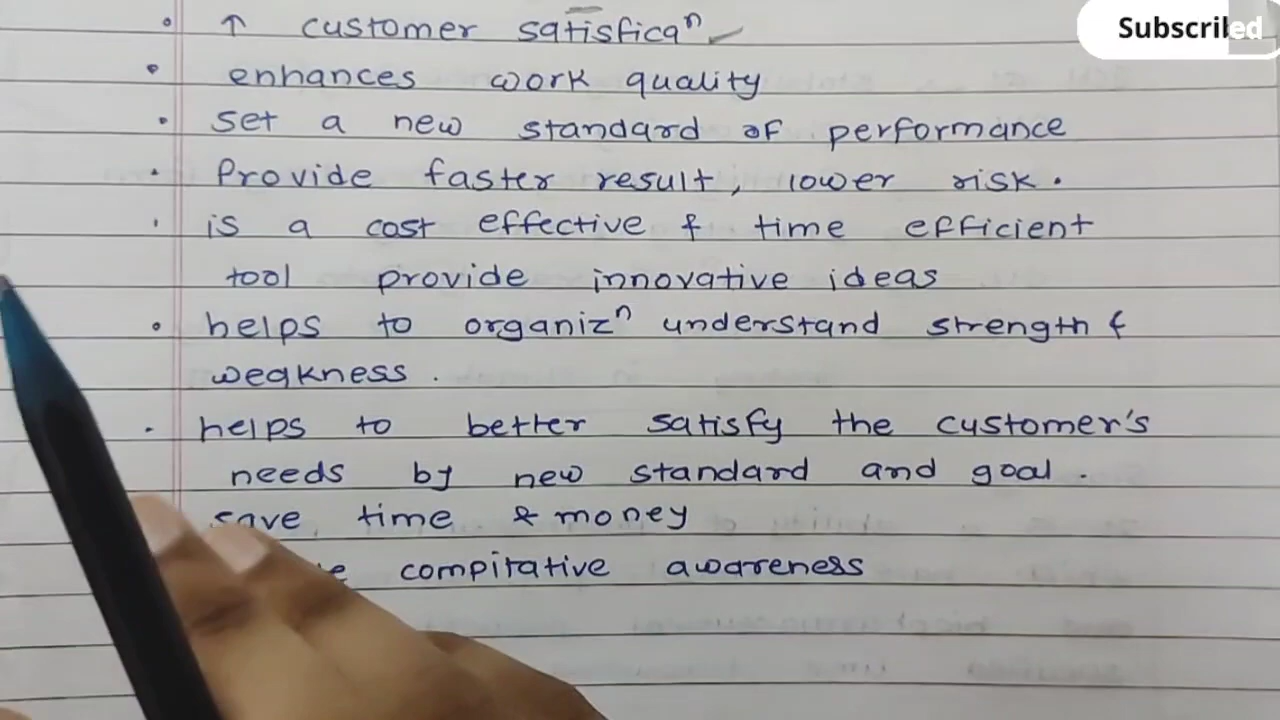 • ↑ customer satisficaⁿ
Subscribed
• enhances work quality
• set a new standard of performance
• Provide faster result, lower risk.
• is a cost effective & time efficient
tool provide innovative ideas
• helps to organizⁿ understand strength &
weakness.
• helps to better satisfy the customer's
needs by new standard and goal.
save time & money
compitative awareness